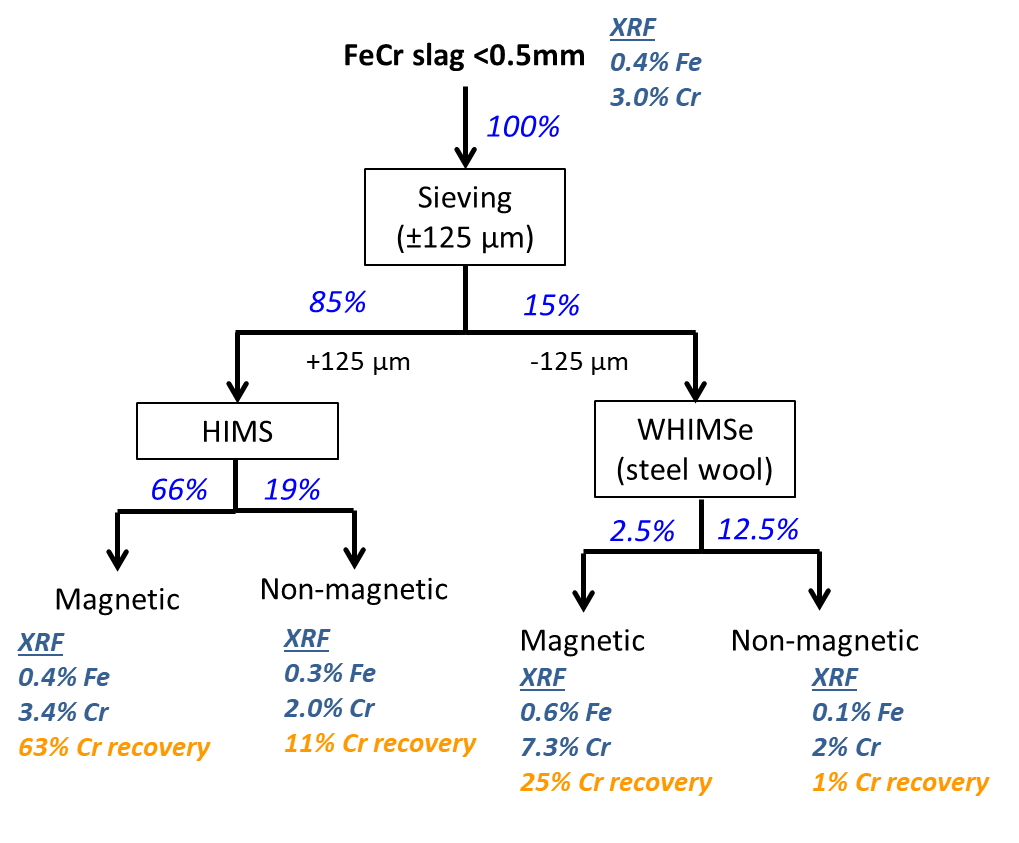 FeCr slag <0.5mm
XRF
0.4% Fe
3.0% Cr
100%
Sieving
(±125 µm)
85%
15%
+125 µm
-125 µm
HIMS
WHIMSe
(steel wool)
66%
19%
2.5%
12.5%
Magnetic
XRF
0.4% Fe
3.4% Cr
63% Cr recovery
Non-magnetic
XRF
0.3% Fe
2.0% Cr
11% Cr recovery
Magnetic
XRF
0.6% Fe
7.3% Cr
25% Cr recovery
Non-magnetic
XRF
0.1% Fe
2% Cr
1% Cr recovery